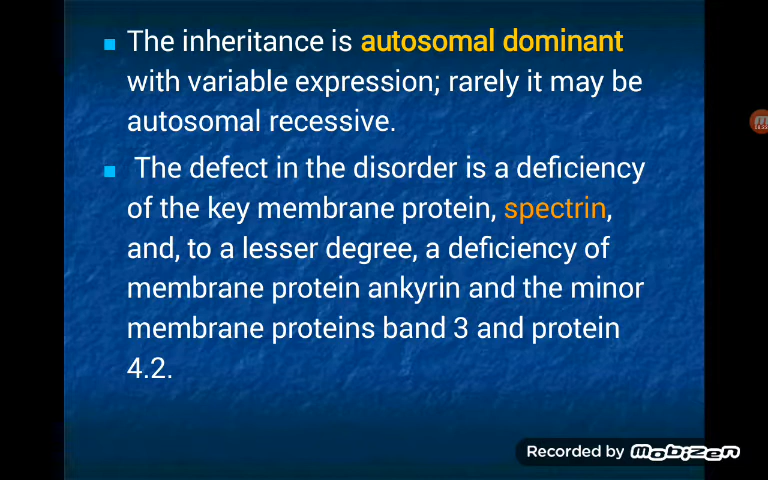 The inheritance is autosomal dominant
with variable expression; rarely it may be
autosomal recessive.
The defect in the disorder is a deficiency
of the key membrane protein, spectrin,
and, to a lesser degree, a deficiency of
membrane protein ankyrin and the minor
membrane proteins band 3 and protein
4.2.
Recorded by mobizen